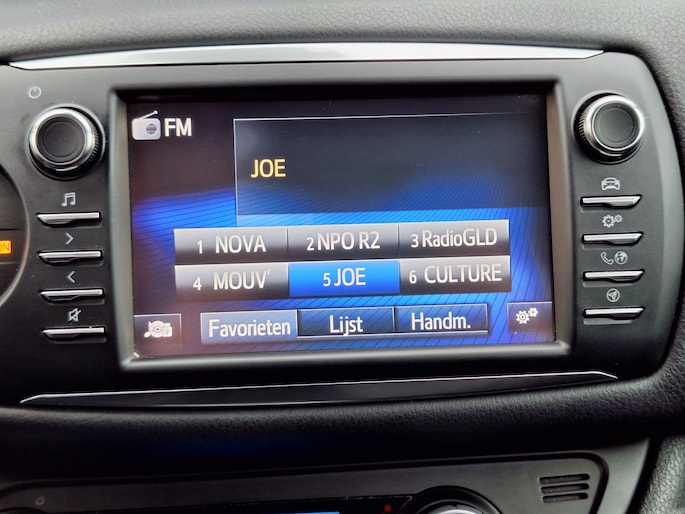 FM
JOE
1 NOVA 2 NPO R2 3 RadioGLD
4 MOUV' 5 JOE 6 CULTURE
Favorieten Lijst Handm.